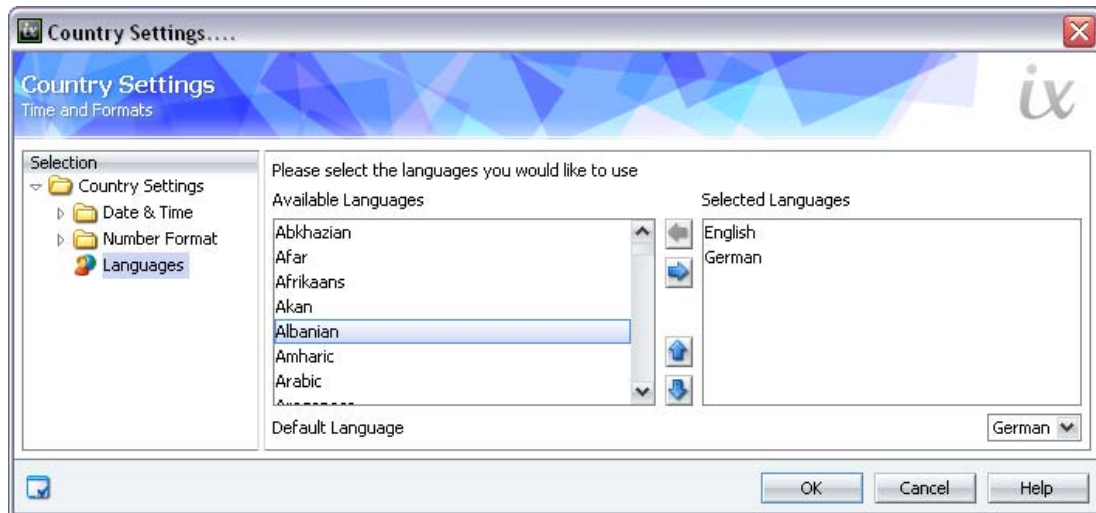 ix Country Settings....
Country Settings
Time and Formats
ix
Selection
Country Settings
Date & Time
Number Format
Languages
Please select the languages you would like to use
Available Languages
Selected Languages
Abkhazian
Afar
Afrikaans
Akan
Albanian
Amharic
Arabic
English
German
Default Language
German
OK
Cancel
Help